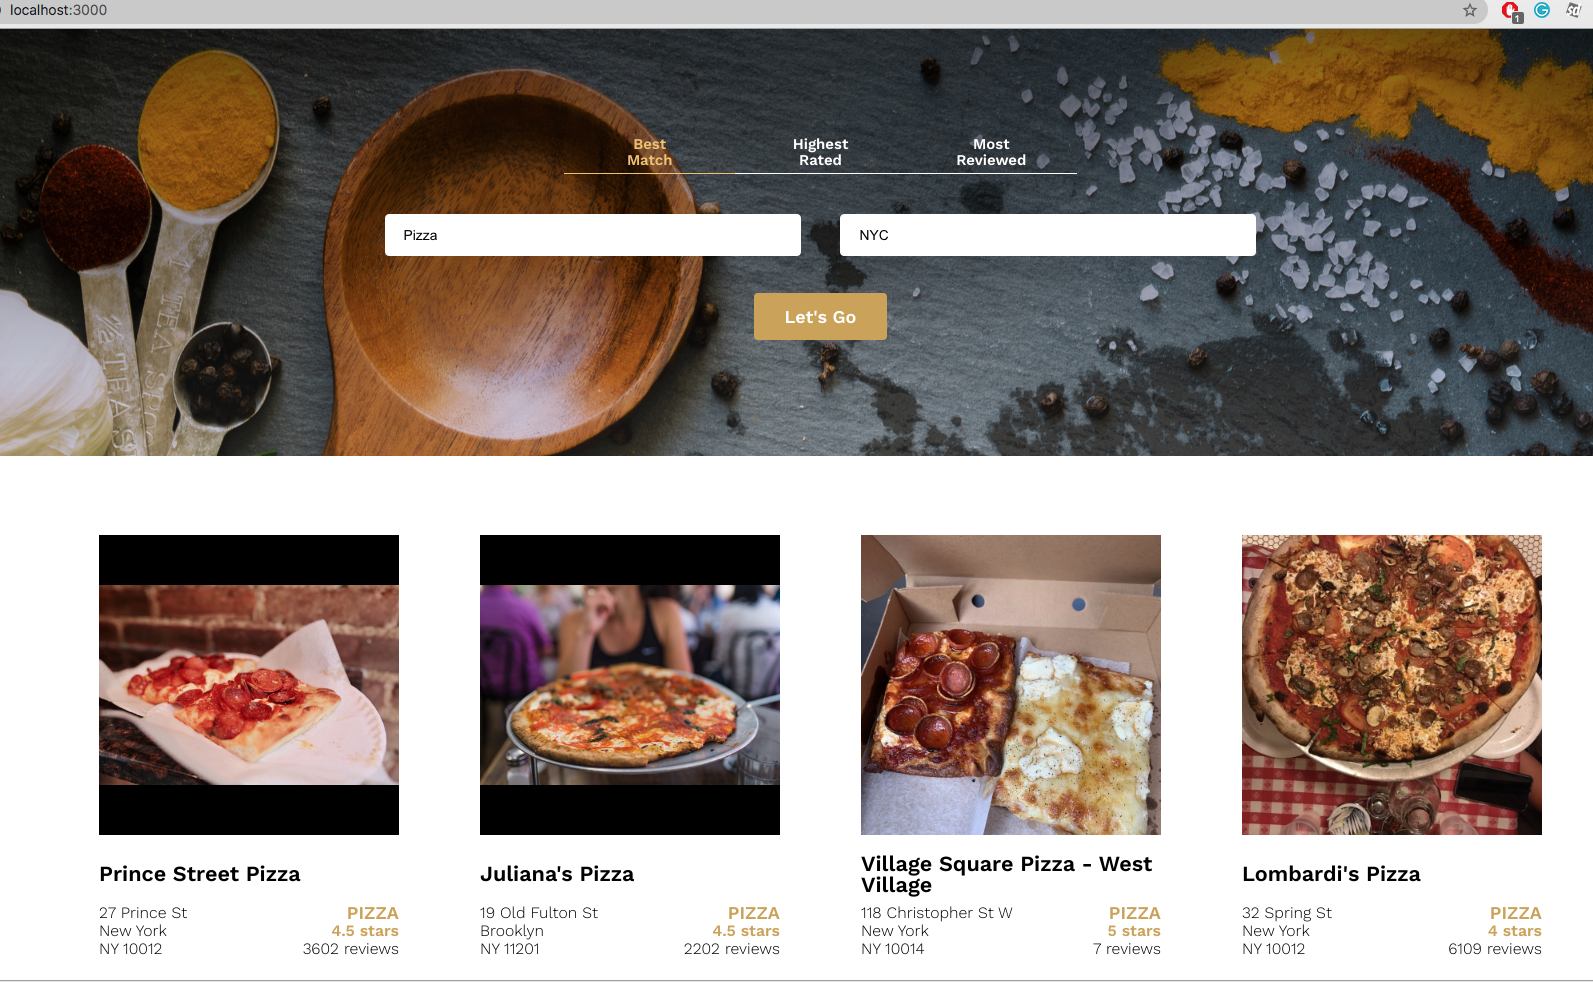 localhost:3000
1
Best
Match
Highest
Rated
Most
Reviewed
Pizza
NYC
Let's Go
Prince Street Pizza
27 Prince St
New York
NY 10012
PIZZA
4.5 stars
3602 reviews
Juliana's Pizza
19 Old Fulton St
Brooklyn
NY 11201
PIZZA
4.5 stars
2202 reviews
Village Square Pizza - West
Village
118 Christopher St W
New York
NY 10014
PIZZA
5 stars
7 reviews
Lombardi's Pizza
32 Spring St
New York
NY 10012
PIZZA
4 stars
6109 reviews